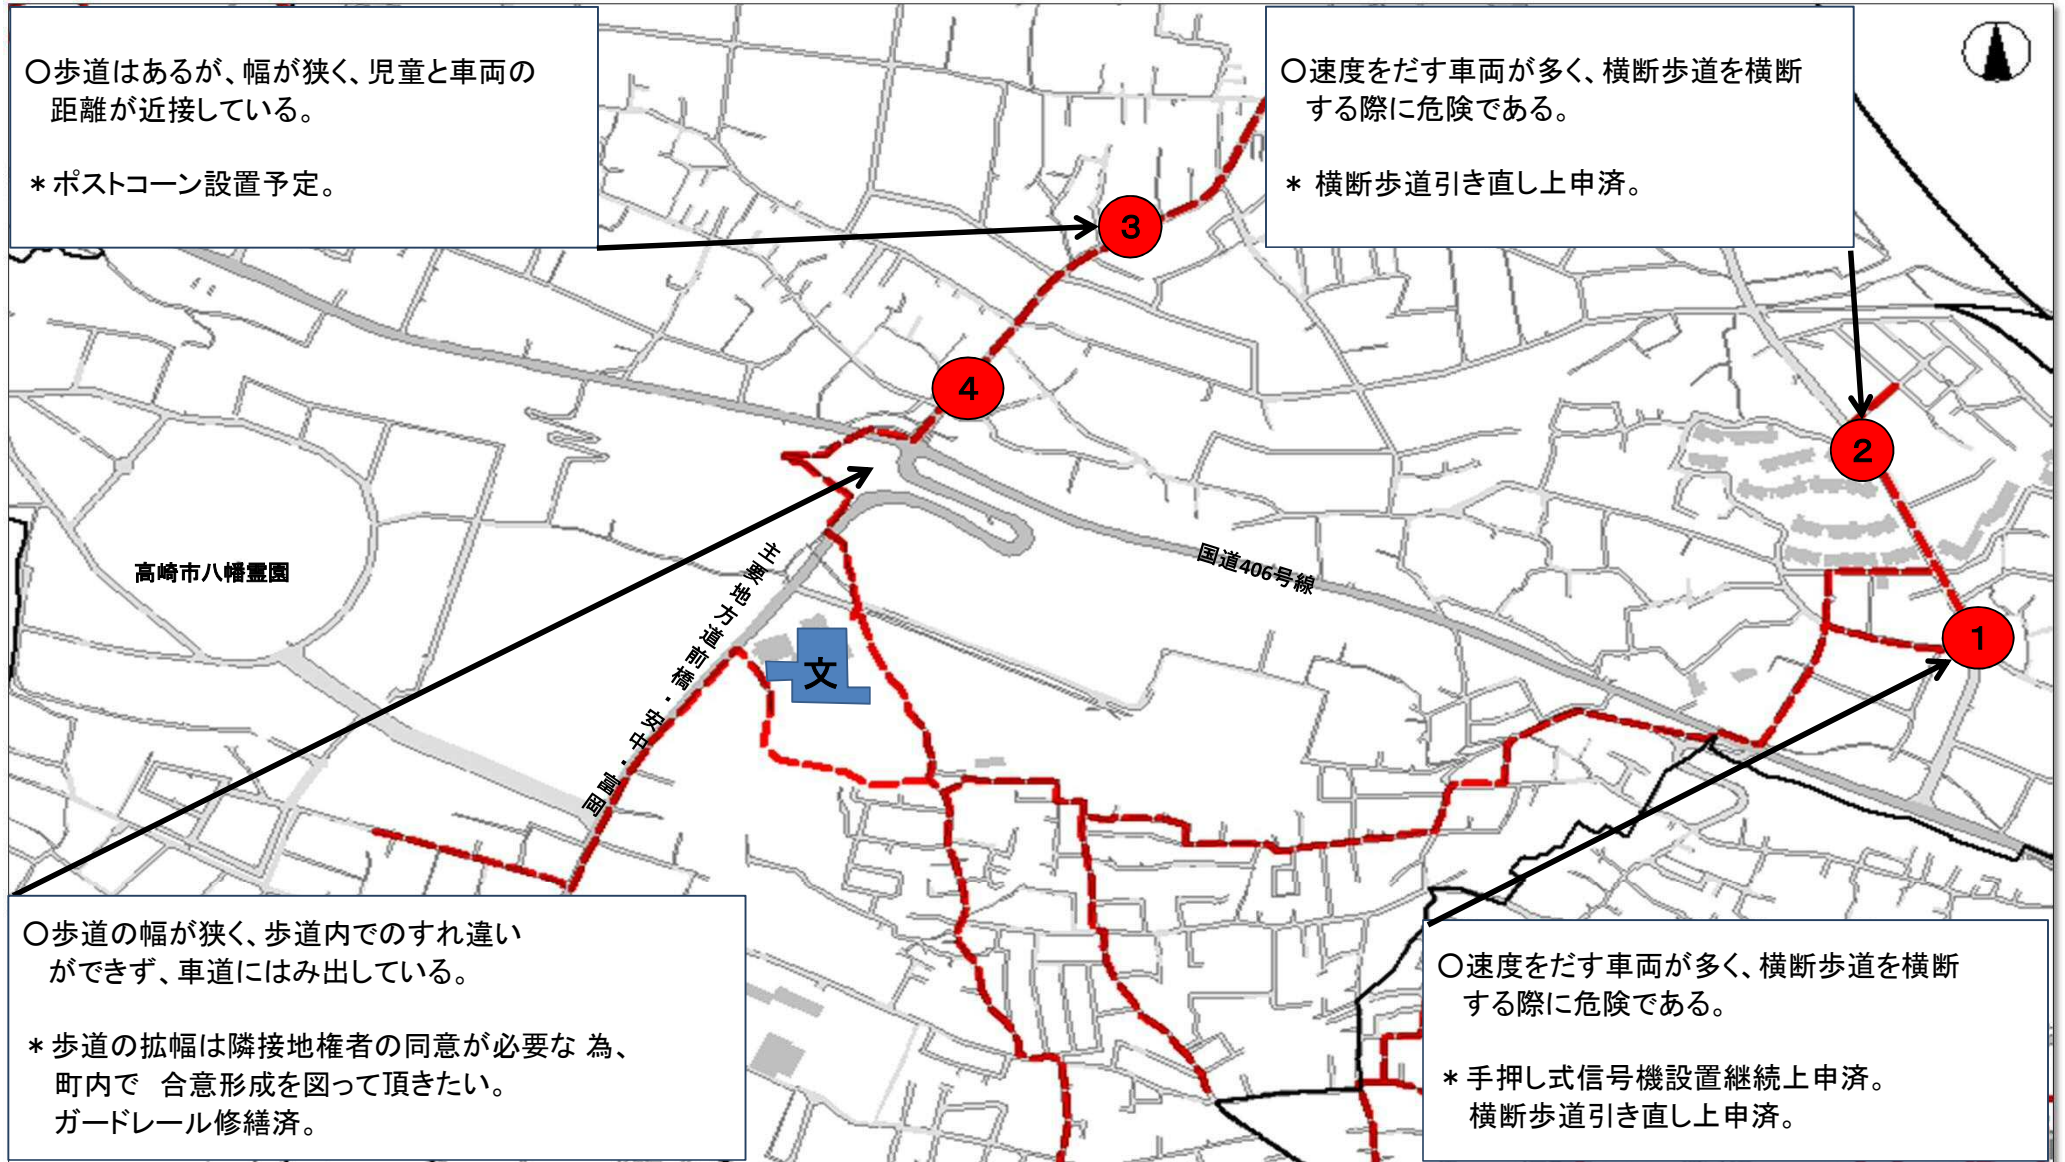 ○歩道はあるが、幅が狭く、児童と車両の
距離が近接している。
＊ポストコーン設置予定。
○速度をだす車両が多く、横断歩道を横断
する際に危険である。
＊ 横断歩道引き直し上申済。
3
4
2
1
国道406号線
高崎市八幡霊園
主要地方道前橋・安中・富岡
文
○歩道の幅が狭く、歩道内でのすれ違い
ができず、車道にはみ出している。
＊歩道の拡幅は隣接地権者の同意が必要な 為、
町内で 合意形成を図って頂きたい。
ガードレール修繕済。
○速度をだす車両が多く、横断歩道を横断
する際に危険である。
＊手押し式信号機設置継続上申済。
横断歩道引き直し上申済。